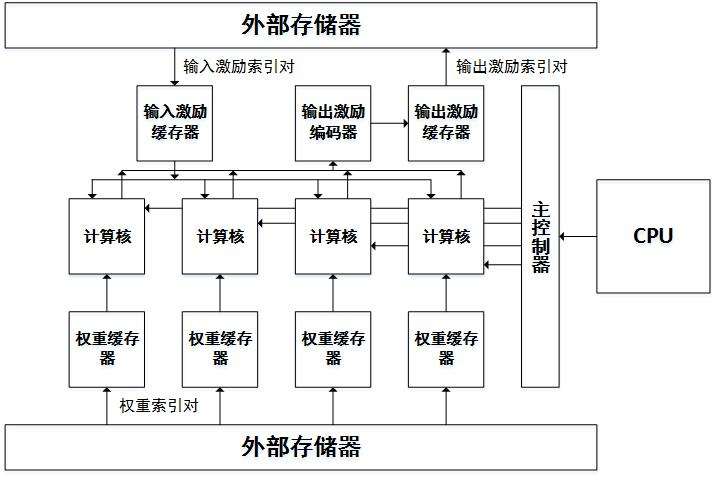 外部存储器
输入激励索引对
输出激励索引对
输入激励
缓存器
输出激励
编码器
输出激励
缓存器
计算核
计算核
计算核
计算核
主控制器
CPU
权重缓存
器
权重缓存
器
权重缓存
器
权重缓存
器
权重索引对
外部存储器